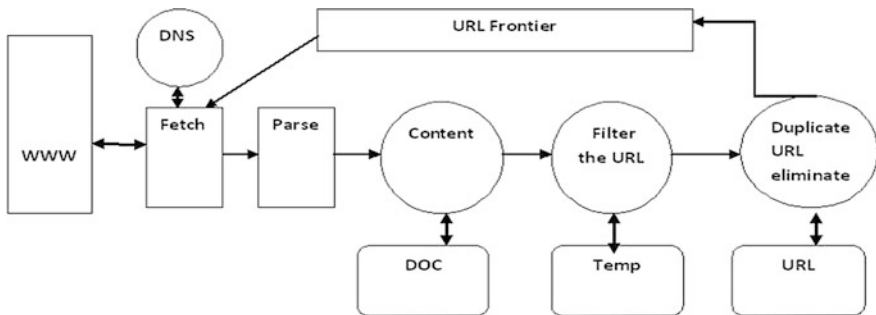 DNS
URL Frontier
WWW
Fetch
Parse
Content
Filter
the URL
Duplicate
URL
eliminate
DOC
Temp
URL